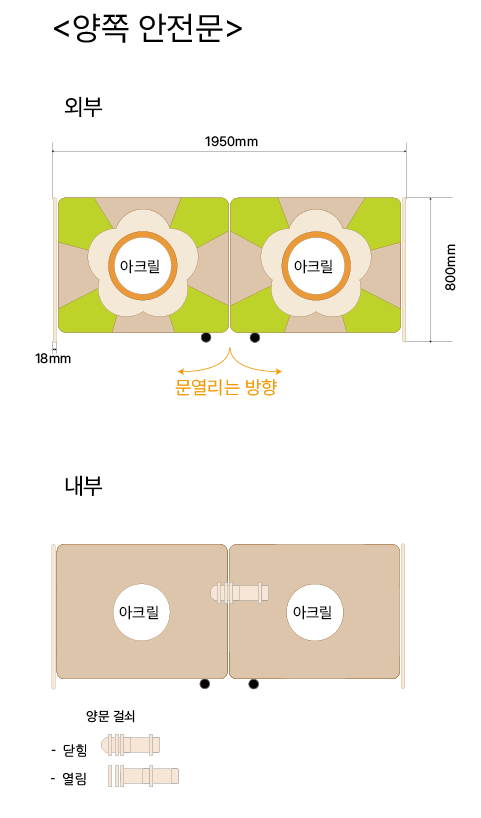 <양쪽 안전문>
외부
1950mm
아크릴 아크릴
800mm
18mm
문열리는 방향
내부
아크릴 아크릴
양문 걸쇠
- 닫힘
- 열림